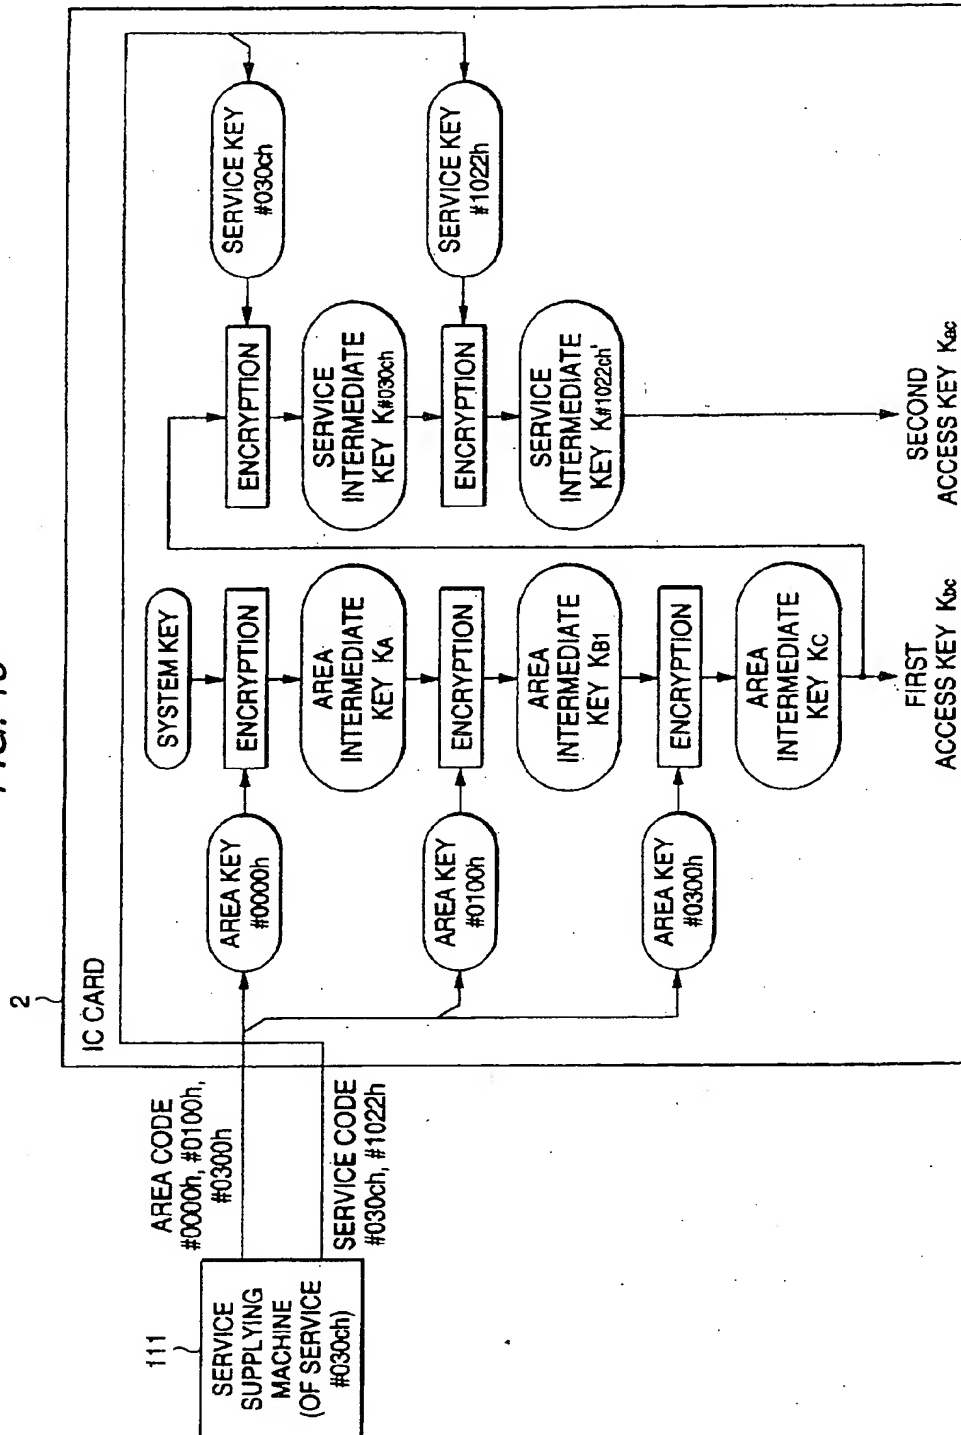 2
IC CARD
111
SERVICE
SUPPLYING
MACHINE
(OF SERVICE
#030ch)
AREA CODE
#0000h, #0100h,
#0300h
SERVICE CODE
#030ch, #1022h
AREA KEY
#0000h
AREA KEY
#0100h
AREA KEY
#0300h
SYSTEM KEY
ENCRYPTION
AREA
INTERMEDIATE
KEY KA
ENCRYPTION
AREA
INTERMEDIATE
KEY KB1
ENCRYPTION
AREA
INTERMEDIATE
KEY KC
FIRST
ACCESS KEY Kbc
SERVICE KEY
#030ch
SERVICE KEY
#1022h
ENCRYPTION
SERVICE
INTERMEDIATE
KEY K#030ch
ENCRYPTION
SERVICE
INTERMEDIATE
KEY K#1022ch'
SECOND
ACCESS KEY Kac